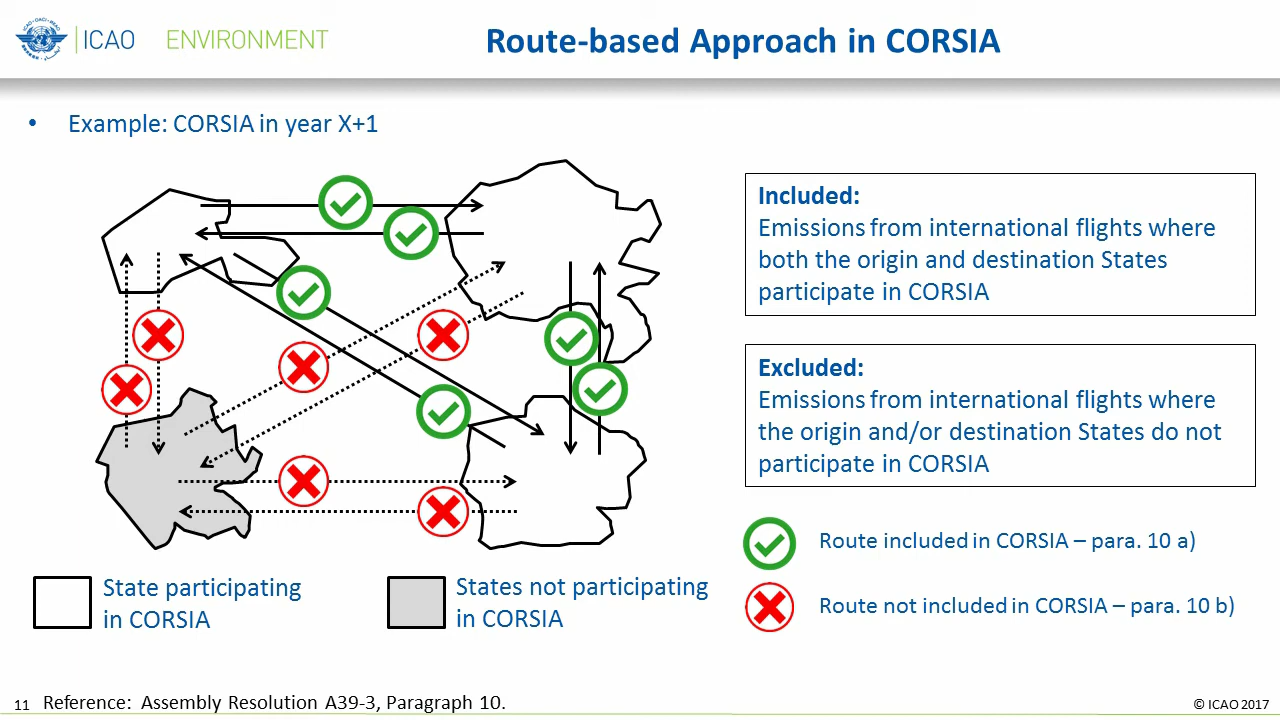 ICAO ENVIRONMENT
Route-based Approach in CORSIA
• Example: CORSIA in year X+1
Included:
Emissions from international flights where
both the origin and destination States
participate in CORSIA
Excluded:
Emissions from international flights where
the origin and/or destination States do not
participate in CORSIA
Route included in CORSIA – para. 10 a)
Route not included in CORSIA – para. 10 b)
State participating
in CORSIA
States not participating
in CORSIA
11 Reference: Assembly Resolution A39-3, Paragraph 10.
© ICAO 2017